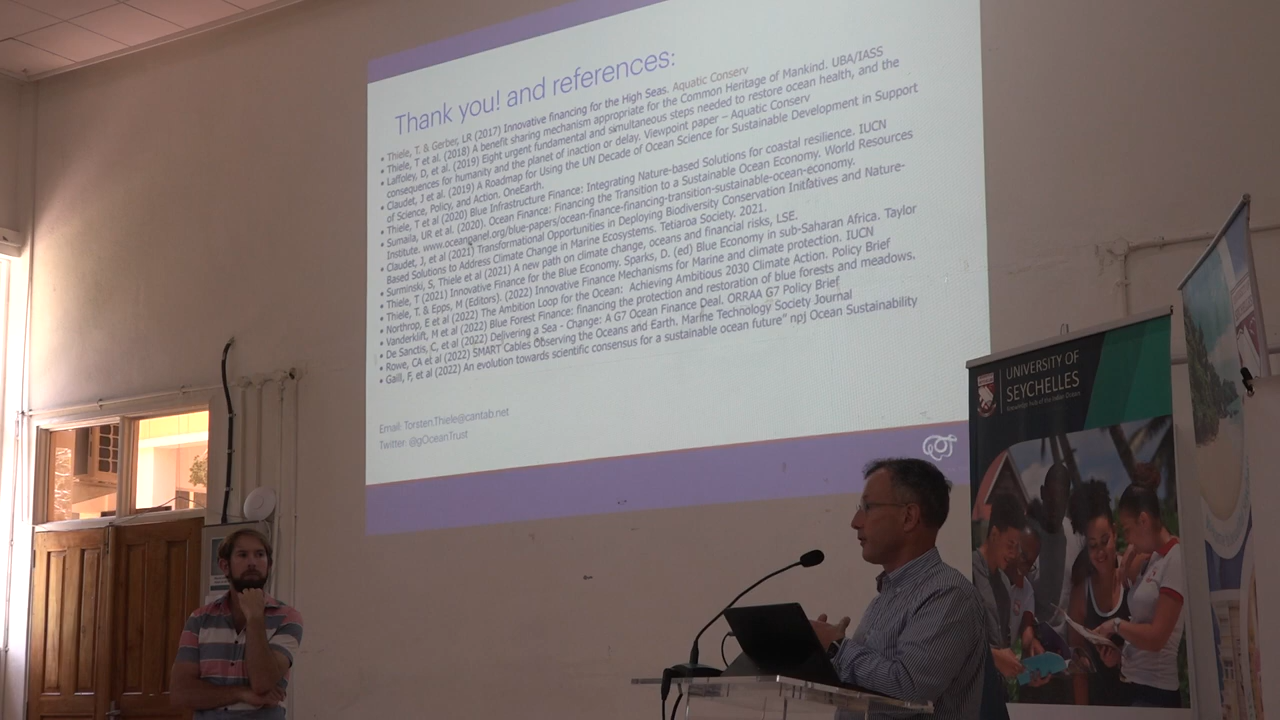 Thank you! and references:
• Thiele, T. & Gerber, LR (2017) Innovative financing for the High Seas. Aquatic Conserv
• Thiele, T et al. (2018) A benefit sharing mechanism appropriate for the Common Heritage of Mankind. UBA/IASS
• Laffoley, D, et al. (2019) Eight urgent fundamental and simultaneous steps needed to restore ocean health, and the
consequences for humanity and the planet of inaction or delay. Viewpoint paper – Aquatic Conserv
• Claudet, J et al. (2019) A Roadmap for Using the UN Decade of Ocean Science for Sustainable Development in Support
of Science, Policy, and Action. OneEarth.
• Thiele, T et al (2020) Blue Infrastructure Finance: Integrating Nature-based Solutions for coastal resilience. IUCN
• Sumaila, UR et al. (2020). Ocean Finance: Financing the Transition to a Sustainable Ocean Economy. World Resources
Institute. www.oceanpanel.org/blue-papers/ocean-finance-financing-transition-sustainable-ocean-economy.
• Claudet, J, et al (2021) Transformational Opportunities in Deploying Biodiversity Conservation Initiatives and Nature-
Based Solutions to Address Climate Change in Marine Ecosystems. Tetiaroa Society. 2021.
• Surminski, S, Thiele et al (2021) A new path on climate change, oceans and financial risks, LSE.
• Thiele, T (2021) Innovative Finance for the Blue Economy. Sparks, D. (ed) Blue Economy in sub-Saharan Africa. Taylor
• Thiele, T. & Epps, M (Editors). (2022) Innovative Finance Mechanisms for Marine and climate protection. IUCN
• Northrop, E et al (2022) The Ambition Loop for the Ocean: Achieving Ambitious 2030 Climate Action. Policy Brief
• Vanderklift, M et al (2022) Blue Forest Finance: financing the protection and restoration of blue forests and meadows.
• De Sanctis, C, et al (2022) Delivering a Sea - Change: A G7 Ocean Finance Deal. ORRAA G7 Policy Brief
• Rowe, CA et al (2022) SMART Cables Observing the Oceans and Earth. Marine Technology Society Journal
• Gaill, F, et al (2022) An evolution towards scientific consensus for a sustainable ocean future" npj Ocean Sustainability
Email: Torsten.Thiele@cantab.net
Twitter: @gOceanTrust
UNIVERSITY OF
SEYCHELLES